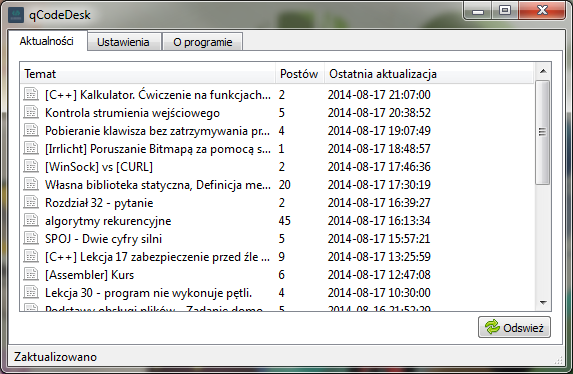 qCodeDesk
Aktualności Ustawienia O programie
Temat Postów Ostatnia aktualizacja
[C++] Kalkulator. Ćwiczenie na funkcjach... 2 2014-08-17 21:07:00
Kontrola strumienia wejściowego 5 2014-08-17 20:38:52
Pobieranie klawisza bez zatrzymywania pr... 4 2014-08-17 19:07:49
[Irrlicht] Poruszanie Bitmapą za pomocą s... 1 2014-08-17 18:48:57
[WinSock] vs [CURL] 2 2014-08-17 17:46:36
Własna biblioteka statyczna, Definicja me... 20 2014-08-17 17:30:19
Rozdział 32 - pytanie 2 2014-08-17 16:39:27
algorytmy rekurencyjne 45 2014-08-17 16:13:34
SPOJ - Dwie cyfry silni 5 2014-08-17 15:57:21
[C++] Lekcja 17 zabezpieczenie przed źle ... 9 2014-08-17 13:25:59
[Assembler] Kurs 6 2014-08-17 12:47:08
Lekcja 30 - program nie wykonuje pętli. 4 2014-08-17 10:30:00
Podstawy obsługi plików - Zadanie domo... 5 2014-08-16 21:52:29
Odswież
Zaktualizowano